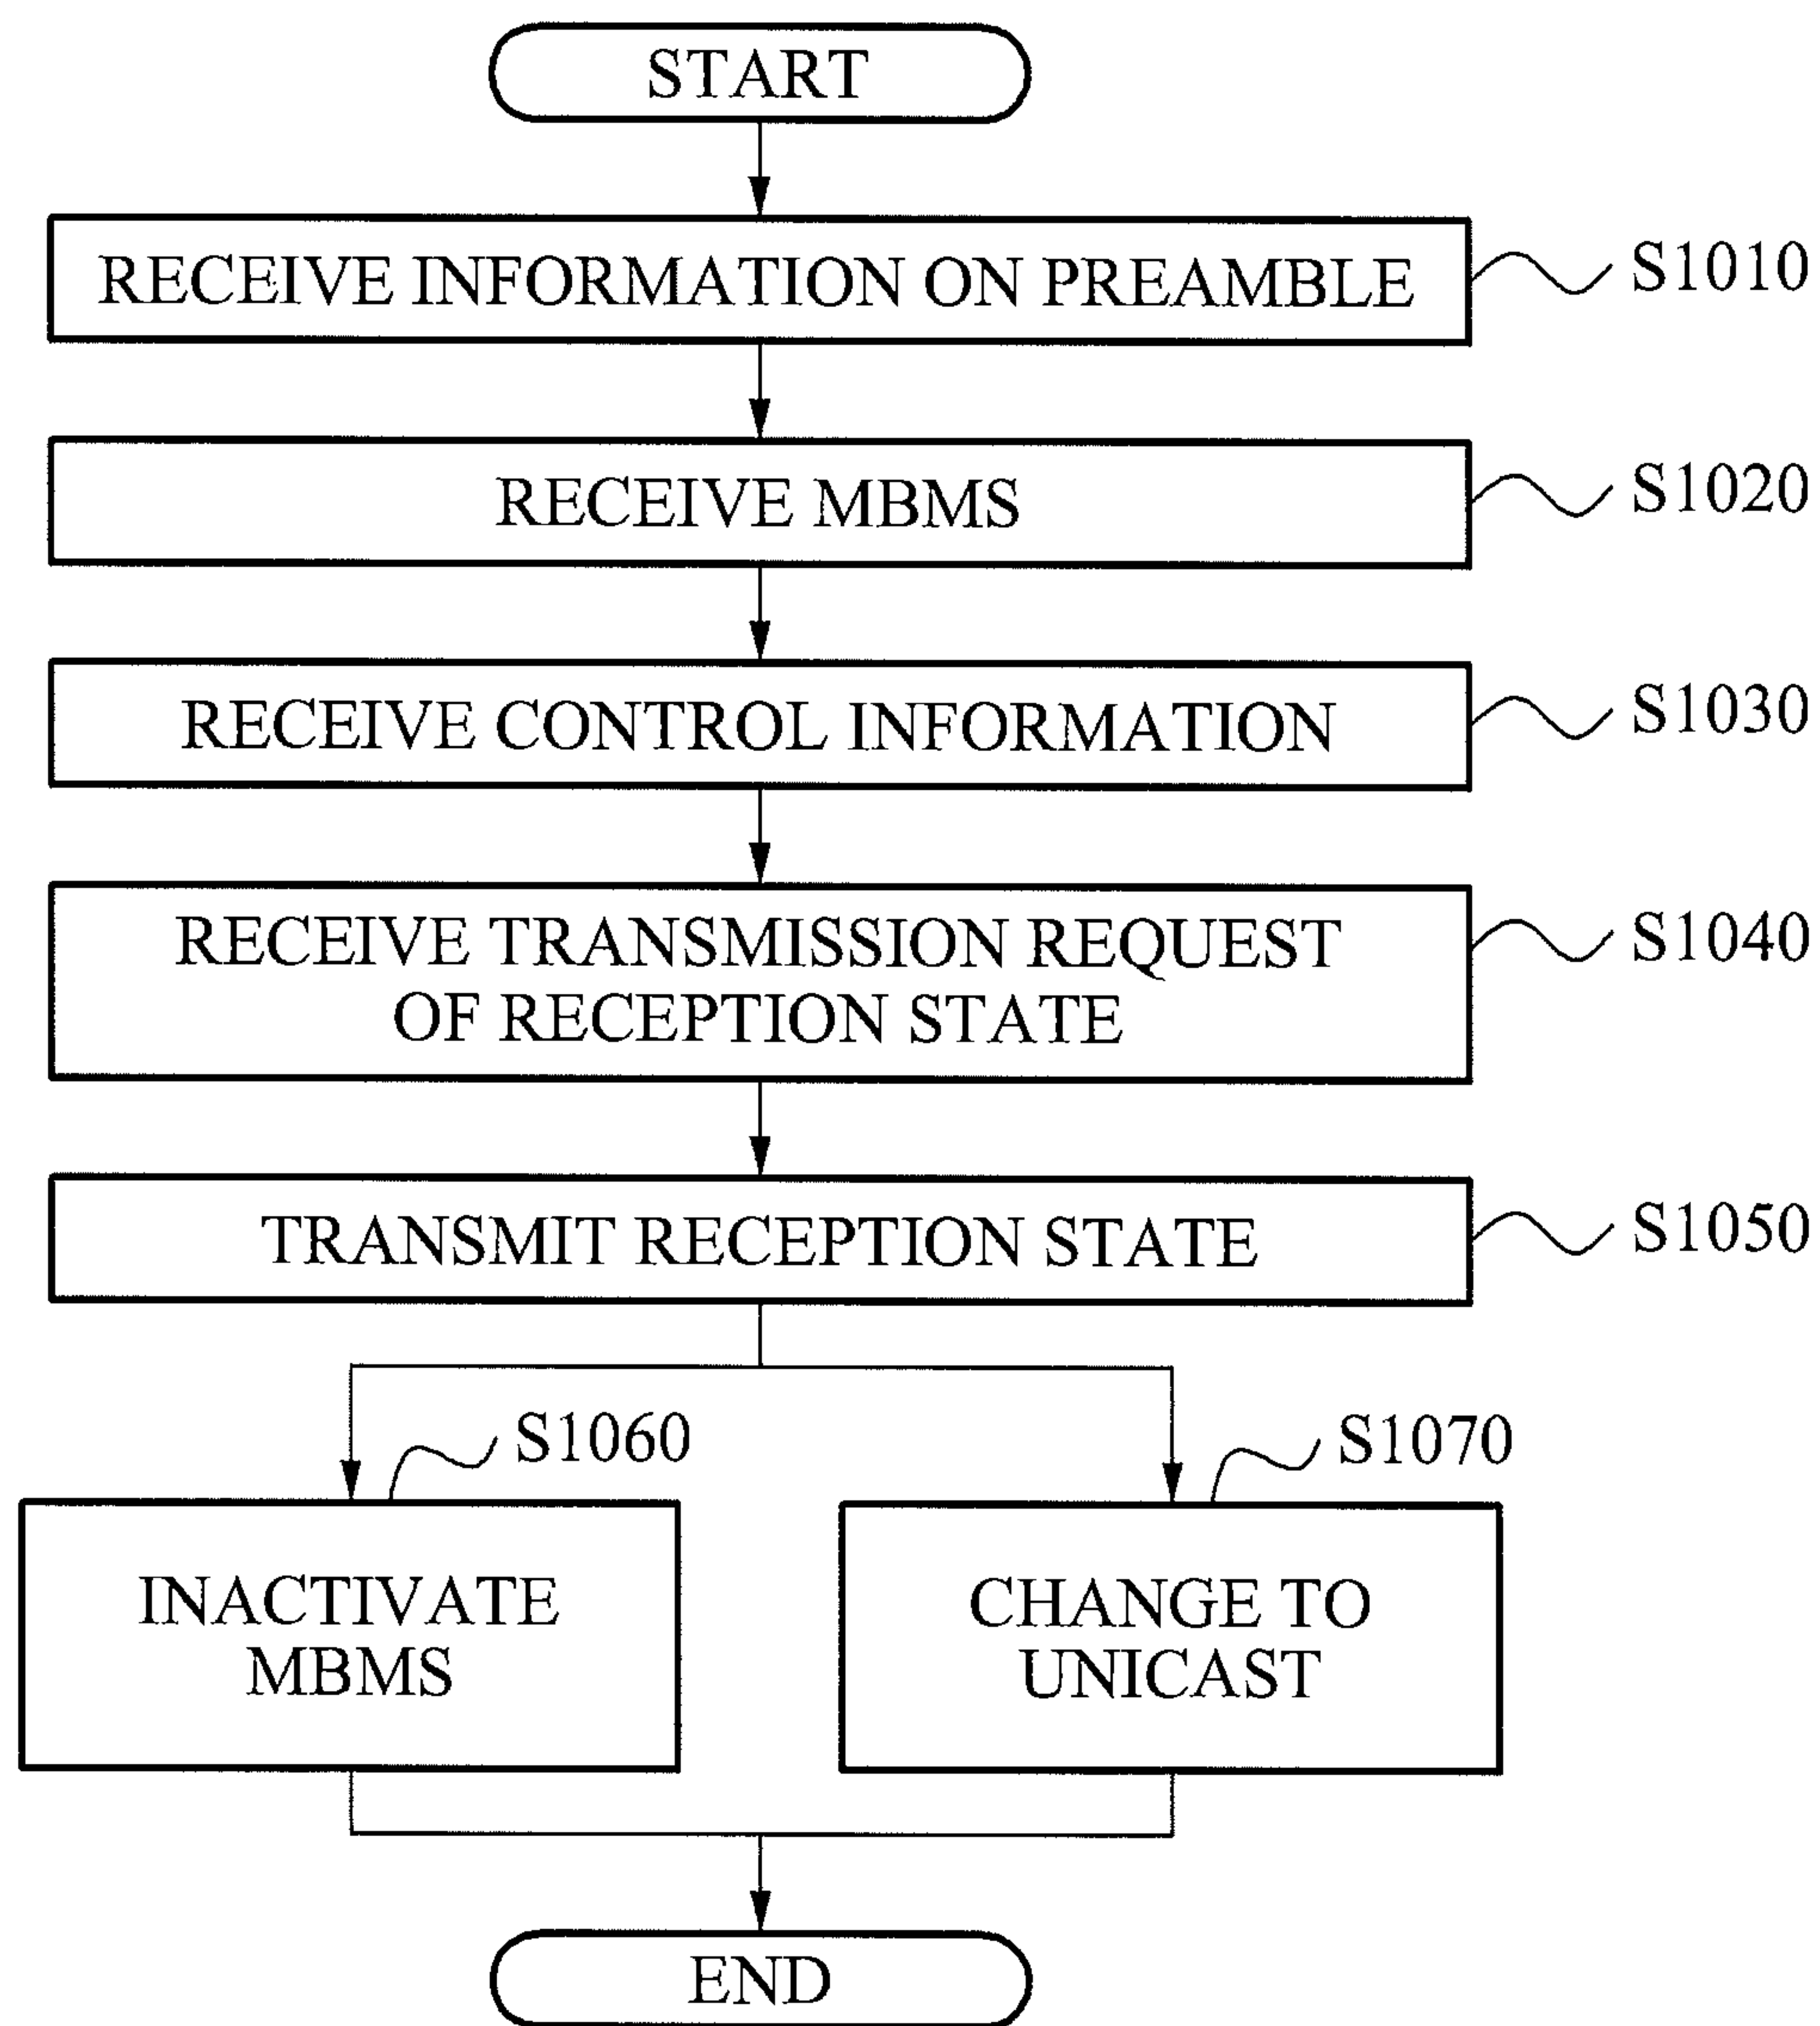 START
RECEIVE INFORMATION ON PREAMBLE
S1010
RECEIVE MBMS
S1020
RECEIVE CONTROL INFORMATION
S1030
RECEIVE TRANSMISSION REQUEST
OF RECEPTION STATE
S1040
TRANSMIT RECEPTION STATE
S1050
S1060
INACTIVATE
MBMS
S1070
CHANGE TO
UNICAST
END